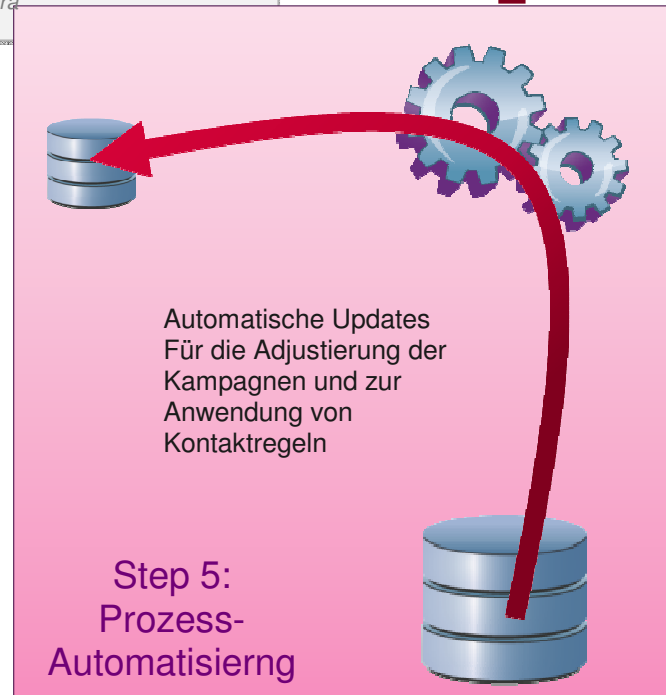 Automatische Updates
Für die Adjustierung der
Kampagnen und zur
Anwendung von
Kontaktregeln
Step 5:
Prozess-
Automatisierng